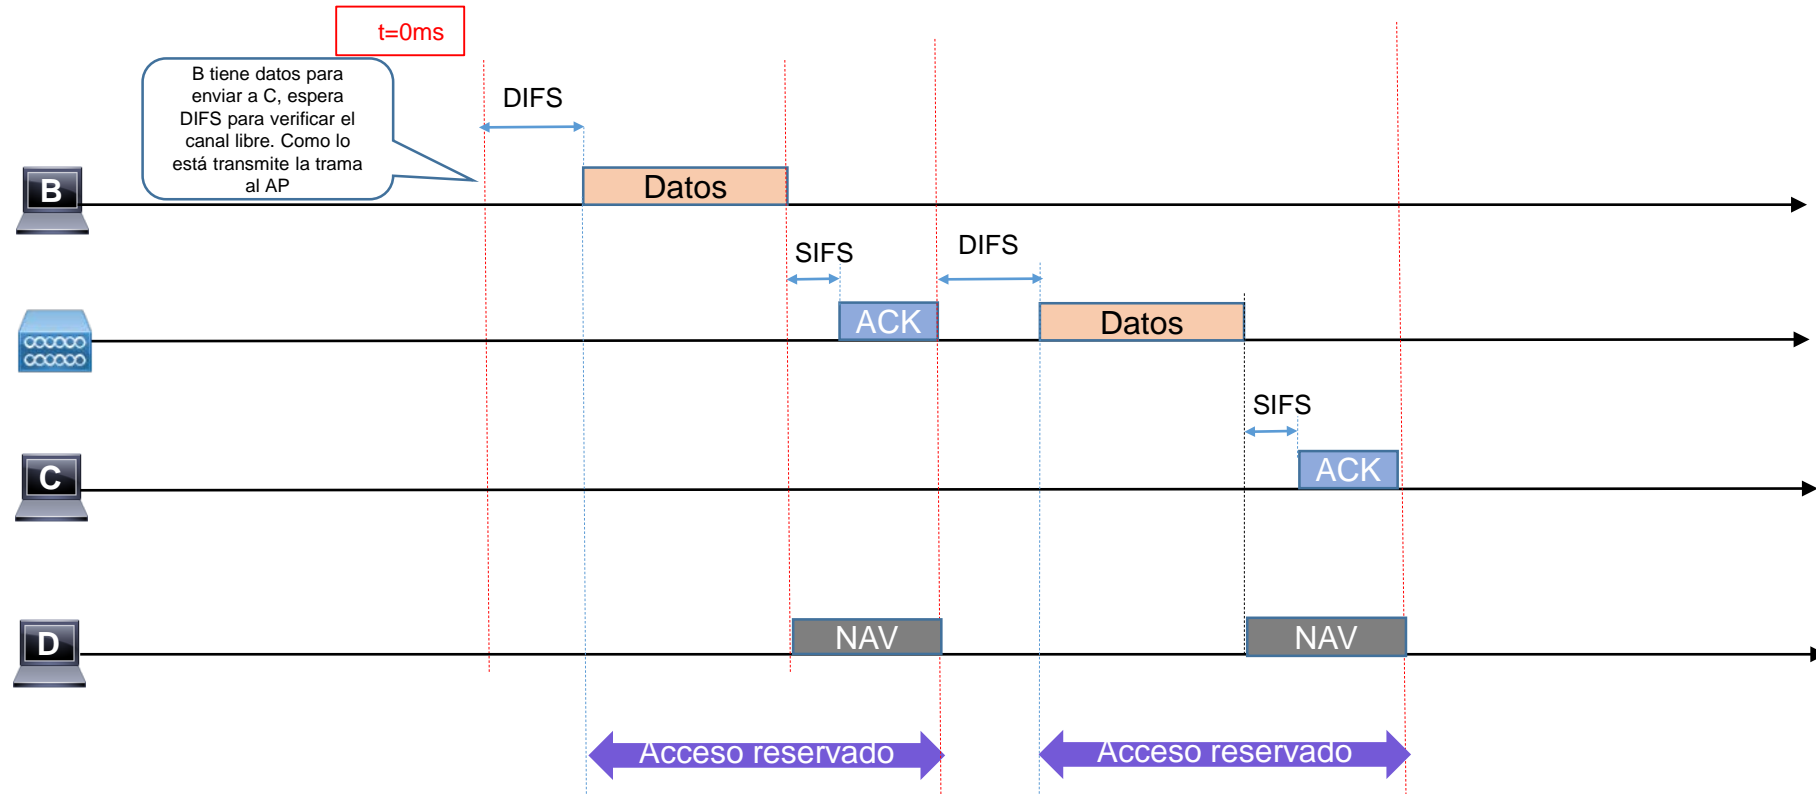 t=0ms
B tiene datos para
enviar a C, espera
DIFS para verificar el
canal libre. Como lo
está transmite la trama
al AP
DIFS
B
Datos
SIFS
DIFS
ACK
Datos
SIFS
C
ACK
D
NAV
NAV
Acceso reservado
Acceso reservado